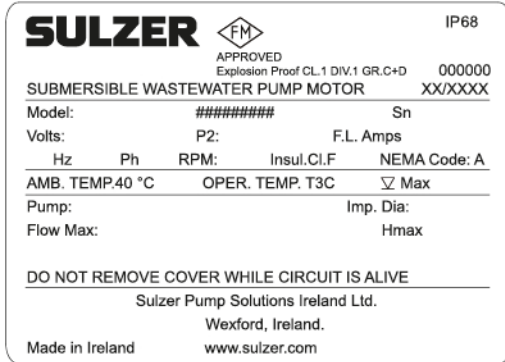 SULZER FM IP68
APPROVED
Explosion Proof CL.1 DIV.1 GR.C+D 000000
SUBMERSIBLE WASTEWATER PUMP MOTOR XX/XXXX
Model: ######### Sn
Volts: P2: F.L. Amps
Hz Ph RPM: Insul.Cl.F NEMA Code: A
AMB. TEMP.40 °C OPER. TEMP. T3C ▽ Max
Pump: Imp. Dia:
Flow Max: Hmax
DO NOT REMOVE COVER WHILE CIRCUIT IS ALIVE
Sulzer Pump Solutions Ireland Ltd.
Wexford, Ireland.
Made in Ireland www.sulzer.com